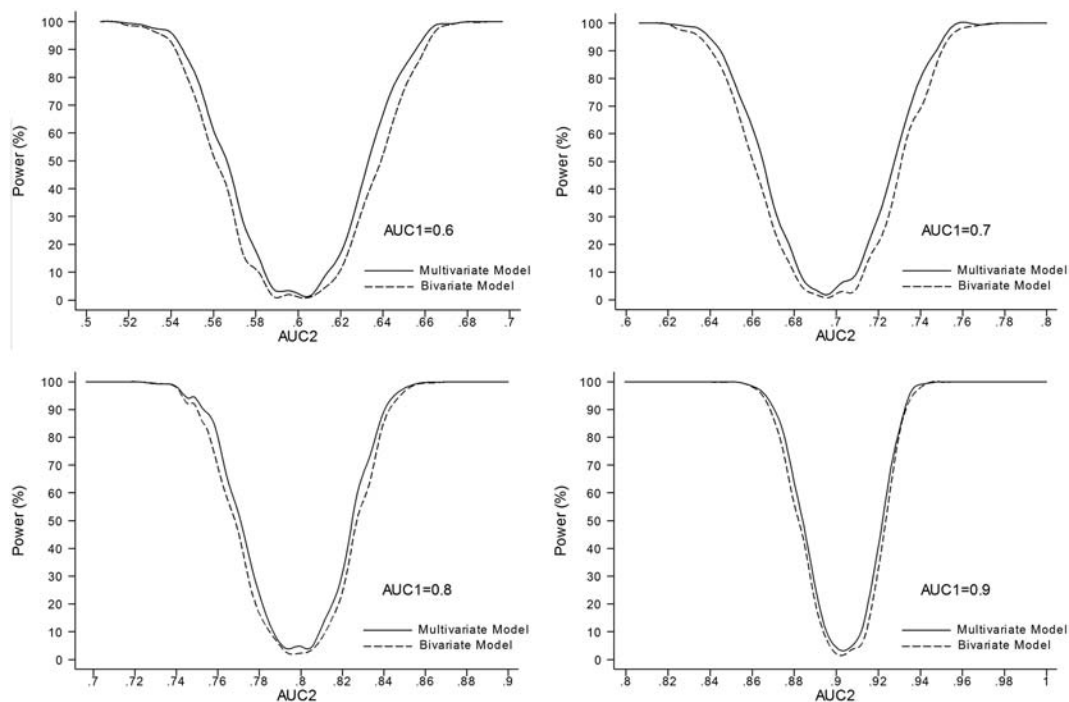 100
90
80
70
60
50
40
30
20
10
0
Power (%)
AUC1=0.6
Multivariate Model
Bivariate Model
.5 .52 .54 .56 .58 .6 .62 .64 .66 .68 .7
AUC2
100
90
80
70
60
50
40
30
20
10
0
Power (%)
AUC1=0.7
Multivariate Model
Bivariate Model
.6 .62 .64 .66 .68 .70 .72 .74 .76 .78 .8
AUC2
100
90
80
70
60
50
40
30
20
10
0
Power (%)
AUC1=0.8
Multivariate Model
Bivariate Model
.7 .72 .74 .76 .78 .8 .82 .84 .86 .88 .9
AUC2
100
90
80
70
60
50
40
30
20
10
0
Power (%)
AUC1=0.9
Multivariate Model
Bivariate Model
.8 .82 .84 .86 .88 .9 .92 .94 .96 .98 1
AUC2